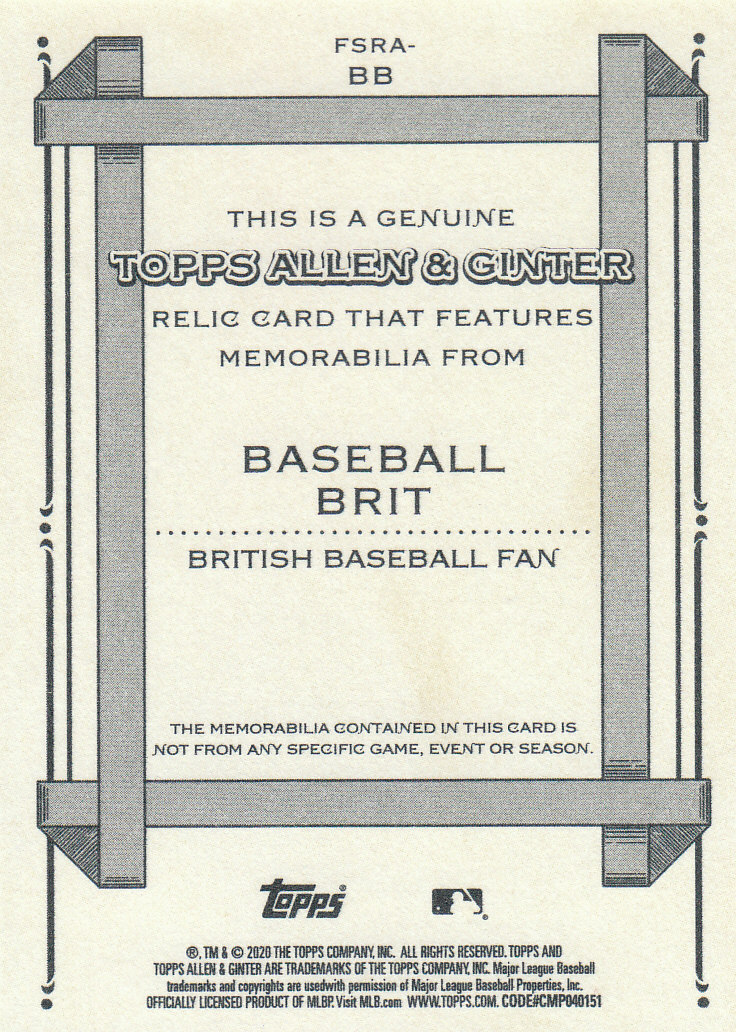 FSRA-
BB
THIS IS A GENUINE
TOPPS ALLEN & GINTER
RELIC CARD THAT FEATURES
MEMORABILIA FROM
BASEBALL
BRIT
BRITISH BASEBALL FAN
THE MEMORABILIA CONTAINED IN THIS CARD IS
NOT FROM ANY SPECIFIC GAME, EVENT OR SEASON.
topps®
®, TM & © 2020 THE TOPPS COMPANY, INC. ALL RIGHTS RESERVED. TOPPS AND
TOPPS ALLEN & GINTER ARE TRADEMARKS OF THE TOPPS COMPANY, INC. Major League Baseball
trademarks and copyrights are usedwith permission of Major League Baseball Properties, Inc.
OFFICIALLY LICENSED PRODUCT OF MLBP. Visit MLB.com WWW.TOPPS.COM. CODE#CMP040151